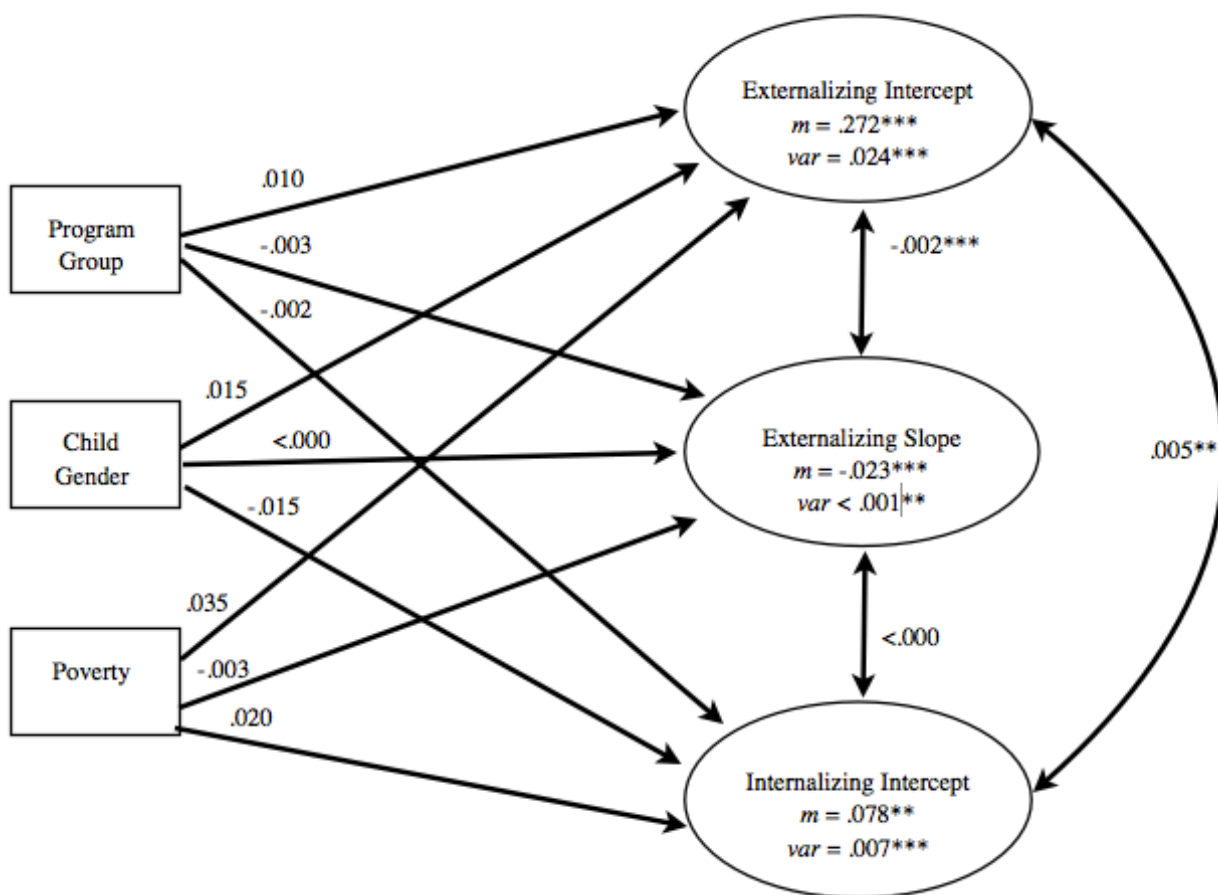 Externalizing Intercept
m = .272***
var = .024***
.010
Program
Group
-.003
-.002***
-.002
.015
Child
Gender
<.000
Externalizing Slope
m = -.023***
var < .001**
.005**
-.015
.035
Poverty
-.003
<.000
.020
Internalizing Intercept
m = .078**
var = .007***